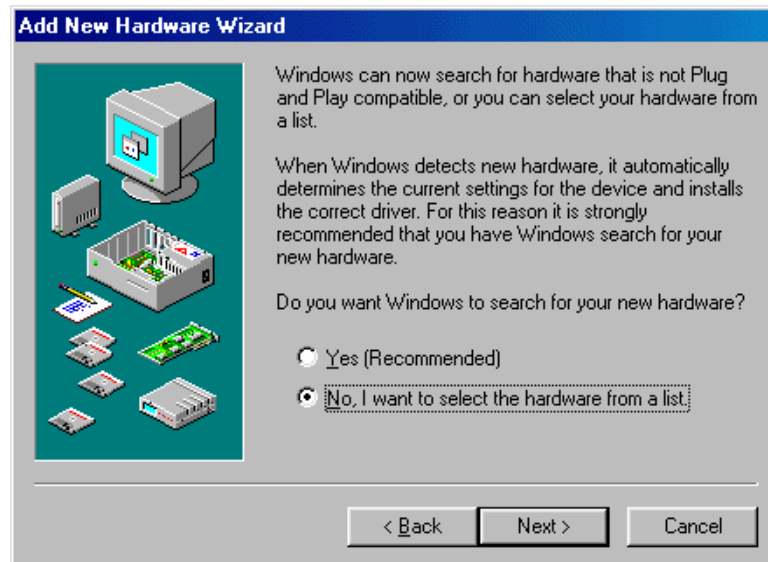 Add New Hardware Wizard
Windows can now search for hardware that is not Plug
and Play compatible, or you can select your hardware from
a list.
When Windows detects new hardware, it automatically
determines the current settings for the device and installs
the correct driver. For this reason it is strongly
recommended that you have Windows search for your
new hardware.
Do you want Windows to search for your new hardware?
Yes (Recommended)
No, I want to select the hardware from a list.
< Back
Next >
Cancel